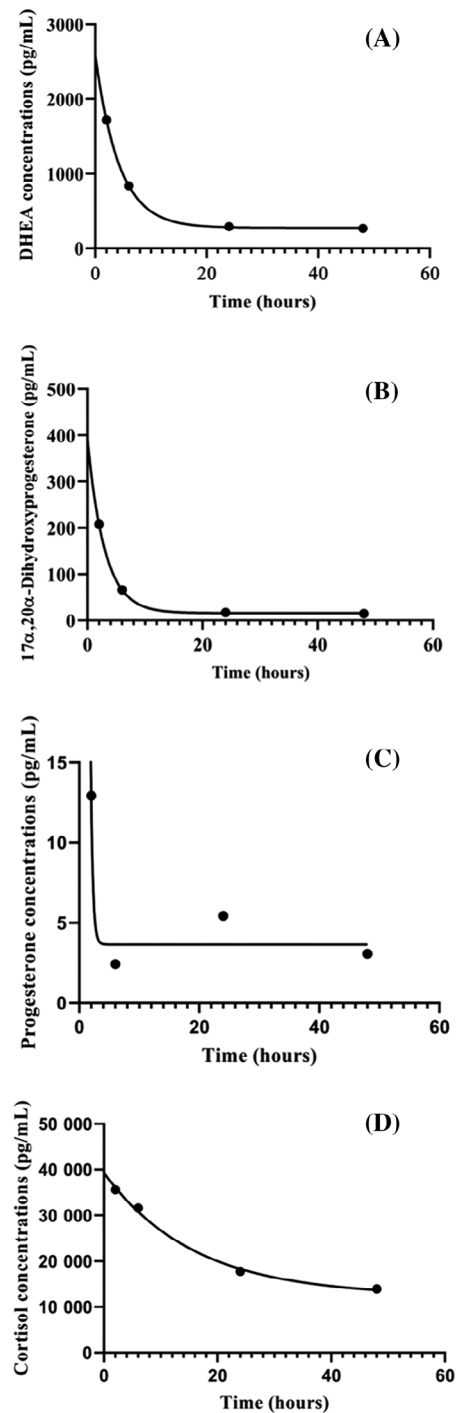 (A)
DHEA concentrations (pg/mL)
3000
2000
1000
0
0 20 40 60
Time (hours)
(B)
17α,20α-Dihydroxyprogesterone (pg/mL)
500
400
300
200
100
0
0 20 40 60
Time (hours)
(C)
Progesterone concentrations (pg/mL)
15
10
5
0
0 20 40 60
Time (hours)
(D)
Cortisol concentrations (pg/mL)
50 000
40 000
30 000
20 000
10 000
0
0 20 40 60
Time (hours)